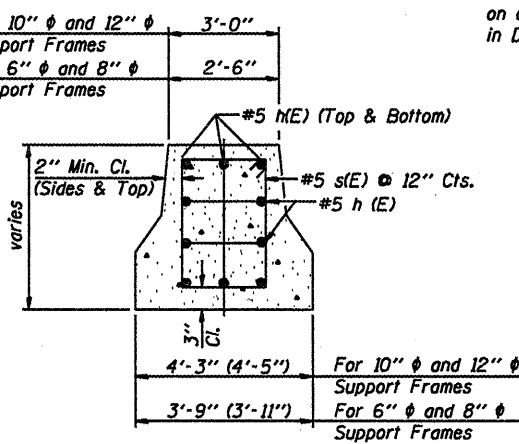 10" ϕ and 12" ϕ
port Frames
3'-0"
on
in D
6" ϕ and 8" ϕ
port Frames
2'-6"
#5 h(E) (Top & Bottom)
2" Min. Cl.
(Sides & Top)
#5 s(E) @ 12" Cts.
#5 h (E)
varies
3"
Cl.
4'-3" (4'-5") For 10" ϕ and 12" ϕ
Support Frames
3'-9" (3'-11") For 6" ϕ and 8" ϕ
Support Frames